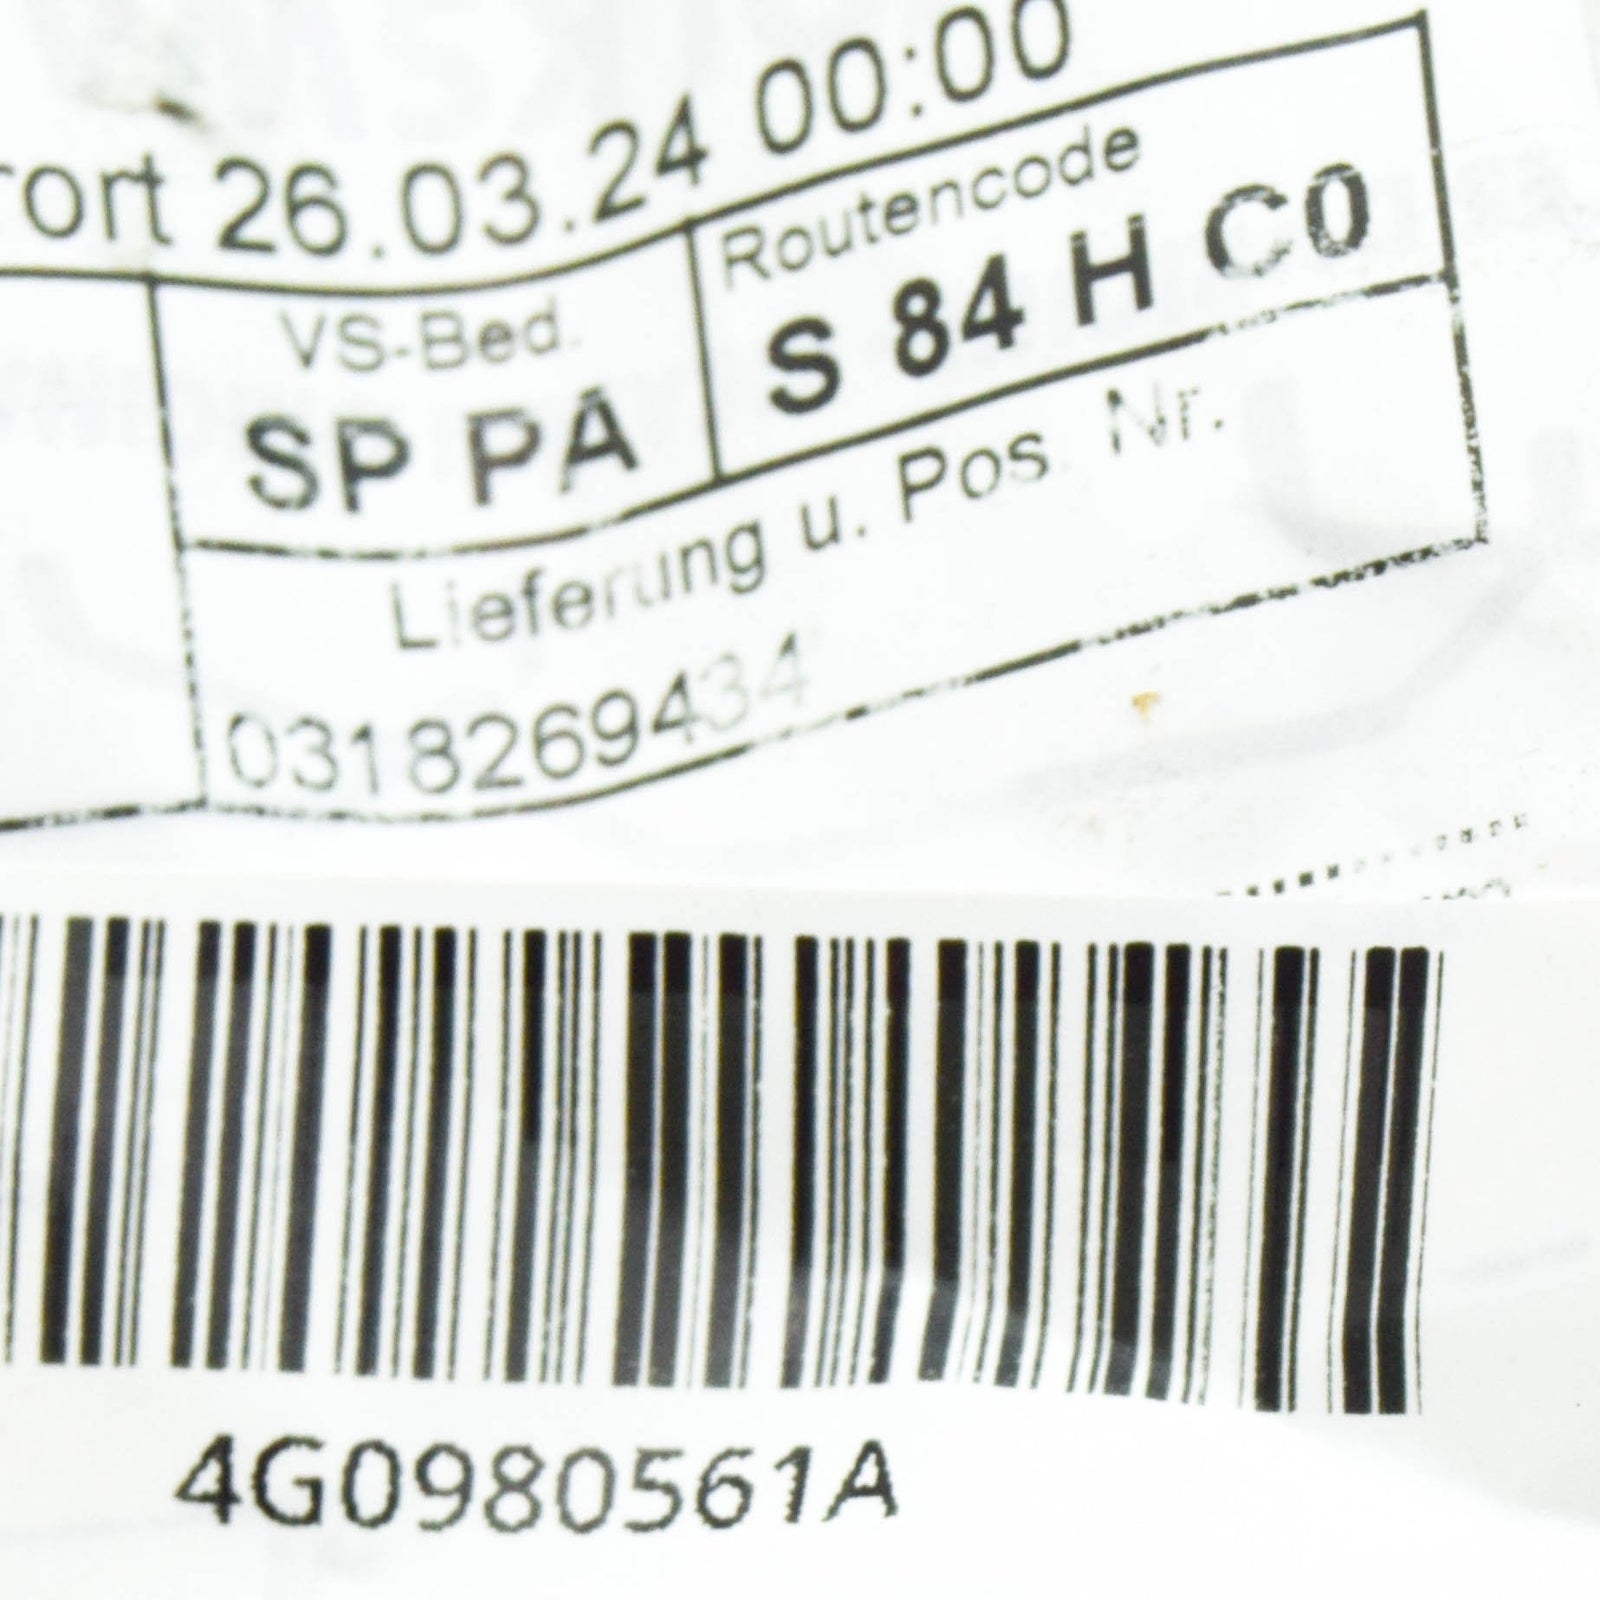 rort 26.03.24 00:00
VS-Bed.
SP PA
Routencode
S 84 H C0
Lieferung u. Pos. Nr.
0318269434
4G0980561A